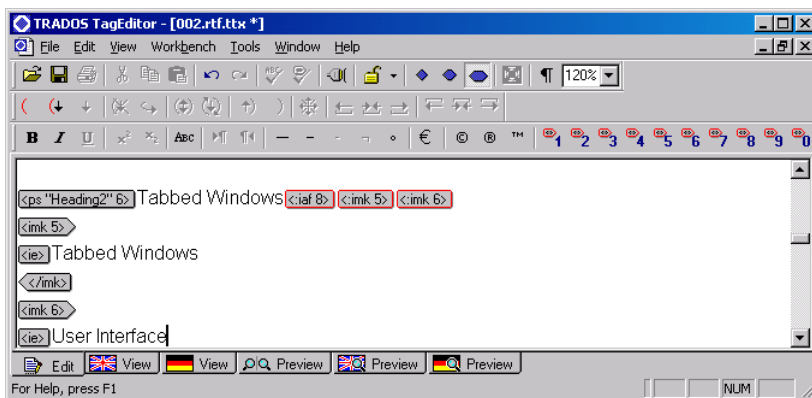 TRADOS TagEditor - [002.rtf.ttx *]
File Edit View Workbench Tools Window Help
ABC ¶ 120%
B I U x² x₂ ABC ¶ ¶ — – - ¬ ° € © ® ™ 1 2 3 4 5 6 7 8 9 0
<ps "Heading2" 6> Tabbed Windows <:iaf 8> <:imk 5> <:imk 6>
<imk 5>
<ie> Tabbed Windows
</imk>
<imk 6>
<ie> User Interface
Edit View View Preview Preview Preview
For Help, press F1 NUM